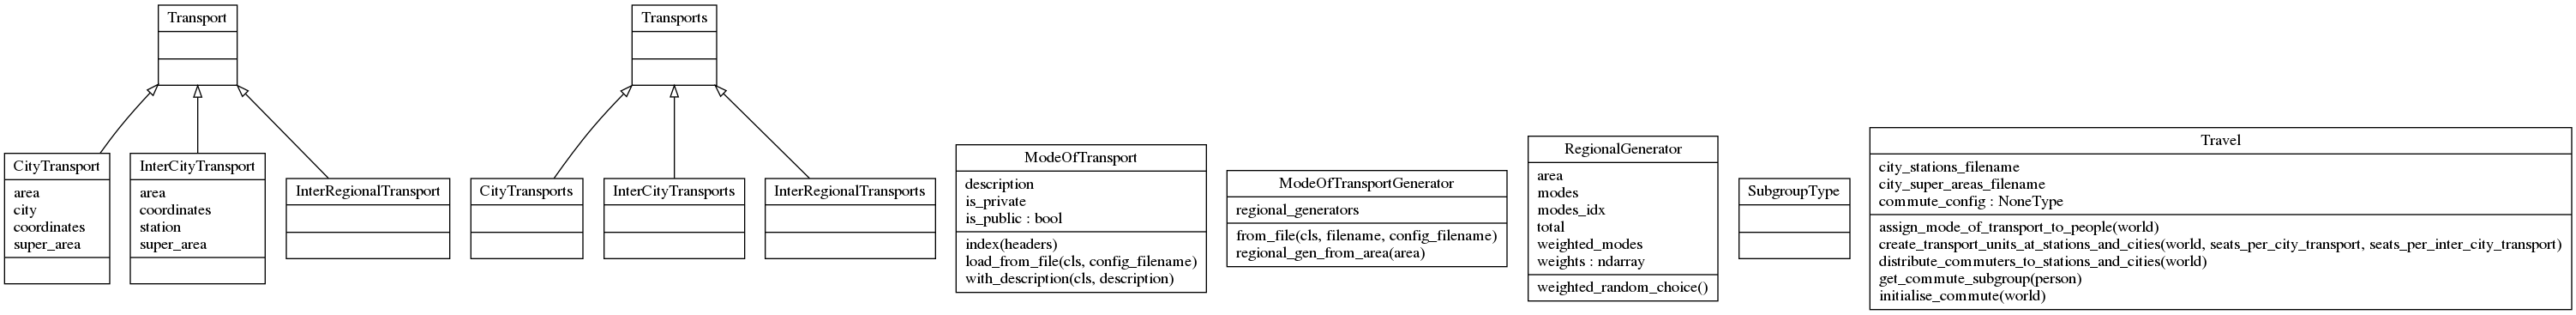 Transport
Transports
CityTransport
area
city
coordinates
super_area
InterCityTransport
area
coordinates
station
super_area
InterRegionalTransport
CityTransports
InterCityTransports
InterRegionalTransports
ModeOfTransport
description
is_private
is_public : bool
index(headers)
load_from_file(cls, config_filename)
with_description(cls, description)
ModeOfTransportGenerator
regional_generators
from_file(cls, filename, config_filename)
regional_gen_from_area(area)
RegionalGenerator
area
modes
modes_idx
total
weighted_modes
weights : ndarray
weighted_random_choice()
SubgroupType
Travel
city_stations_filename
city_super_areas_filename
commute_config : NoneType
assign_mode_of_transport_to_people(world)
create_transport_units_at_stations_and_cities(world, seats_per_city_transport, seats_per_inter_city_transport)
distribute_commuters_to_stations_and_cities(world)
get_commute_subgroup(person)
initialise_commute(world)